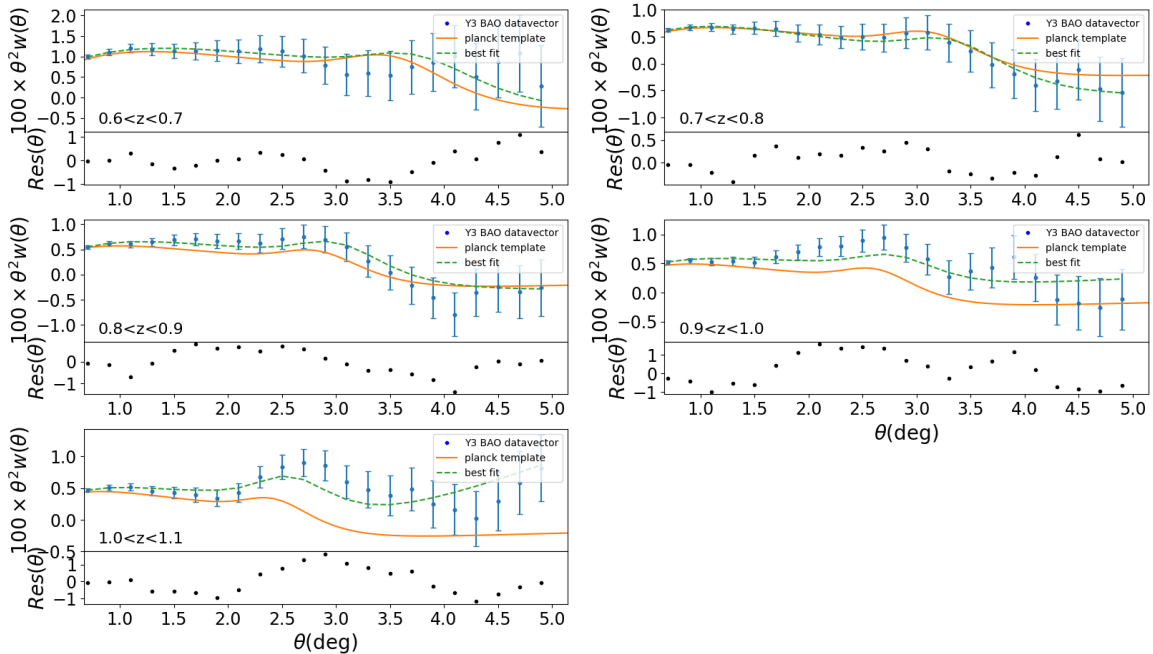 2.0
1.5
1.0
0.5
0.0
−0.5
100 × θ²w(θ)
0.6<z<0.7
Y3 BAO datavector
planck template
best fit
1
0
−1
Res(θ)
1.0 1.5 2.0 2.5 3.0 3.5 4.0 4.5 5.0
1.0
0.5
0.0
−0.5
−1.0
100 × θ²w(θ)
0.7<z<0.8
Y3 BAO datavector
planck template
best fit
0.5
0.0
Res(θ)
1.0 1.5 2.0 2.5 3.0 3.5 4.0 4.5 5.0
1.0
0.5
0.0
−0.5
−1.0
100 × θ²w(θ)
0.8<z<0.9
Y3 BAO datavector
planck template
best fit
0
−1
Res(θ)
1.0 1.5 2.0 2.5 3.0 3.5 4.0 4.5 5.0
1.0
0.5
0.0
−0.5
100 × θ²w(θ)
0.9<z<1.0
Y3 BAO datavector
planck template
best fit
1
0
−1
Res(θ)
1.0 1.5 2.0 2.5 3.0 3.5 4.0 4.5 5.0
θ(deg)
1.0
0.5
0.0
−0.5
100 × θ²w(θ)
1.0<z<1.1
Y3 BAO datavector
planck template
best fit
1
0
−1
Res(θ)
1.0 1.5 2.0 2.5 3.0 3.5 4.0 4.5 5.0
θ(deg)